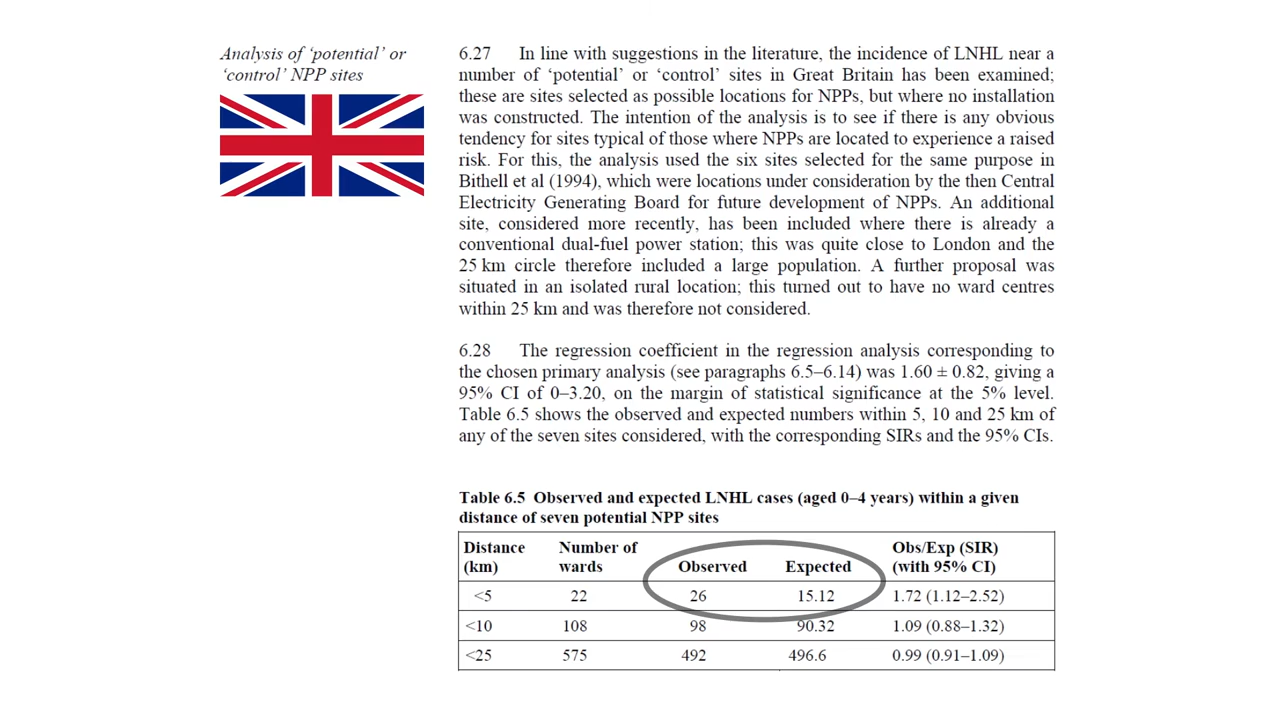 Analysis of ‘potential’ or
‘control’ NPP sites
6.27 In line with suggestions in the literature, the incidence of LNHL near a
number of ‘potential’ or ‘control’ sites in Great Britain has been examined;
these are sites selected as possible locations for NPPs, but where no installation
was constructed. The intention of the analysis is to see if there is any obvious
tendency for sites typical of those where NPPs are located to experience a raised
risk. For this, the analysis used the six sites selected for the same purpose in
Bithell et al (1994), which were locations under consideration by the then Central
Electricity Generating Board for future development of NPPs. An additional
site, considered more recently, has been included where there is already a
conventional dual-fuel power station; this was quite close to London and the
25 km circle therefore included a large population. A further proposal was
situated in an isolated rural location; this turned out to have no ward centres
within 25 km and was therefore not considered.
6.28 The regression coefficient in the regression analysis corresponding to
the chosen primary analysis (see paragraphs 6.5–6.14) was 1.60 ± 0.82, giving a
95% CI of 0–3.20, on the margin of statistical significance at the 5% level.
Table 6.5 shows the observed and expected numbers within 5, 10 and 25 km of
any of the seven sites considered, with the corresponding SIRs and the 95% CIs.
Table 6.5 Observed and expected LNHL cases (aged 0–4 years) within a given
distance of seven potential NPP sites
Distance Number of Obs/Exp (SIR)
(km) wards Observed Expected (with 95% CI)
<5 22 26 15.12 1.72 (1.12–2.52)
<10 108 98 90.32 1.09 (0.88–1.32)
<25 575 492 496.6 0.99 (0.91–1.09)